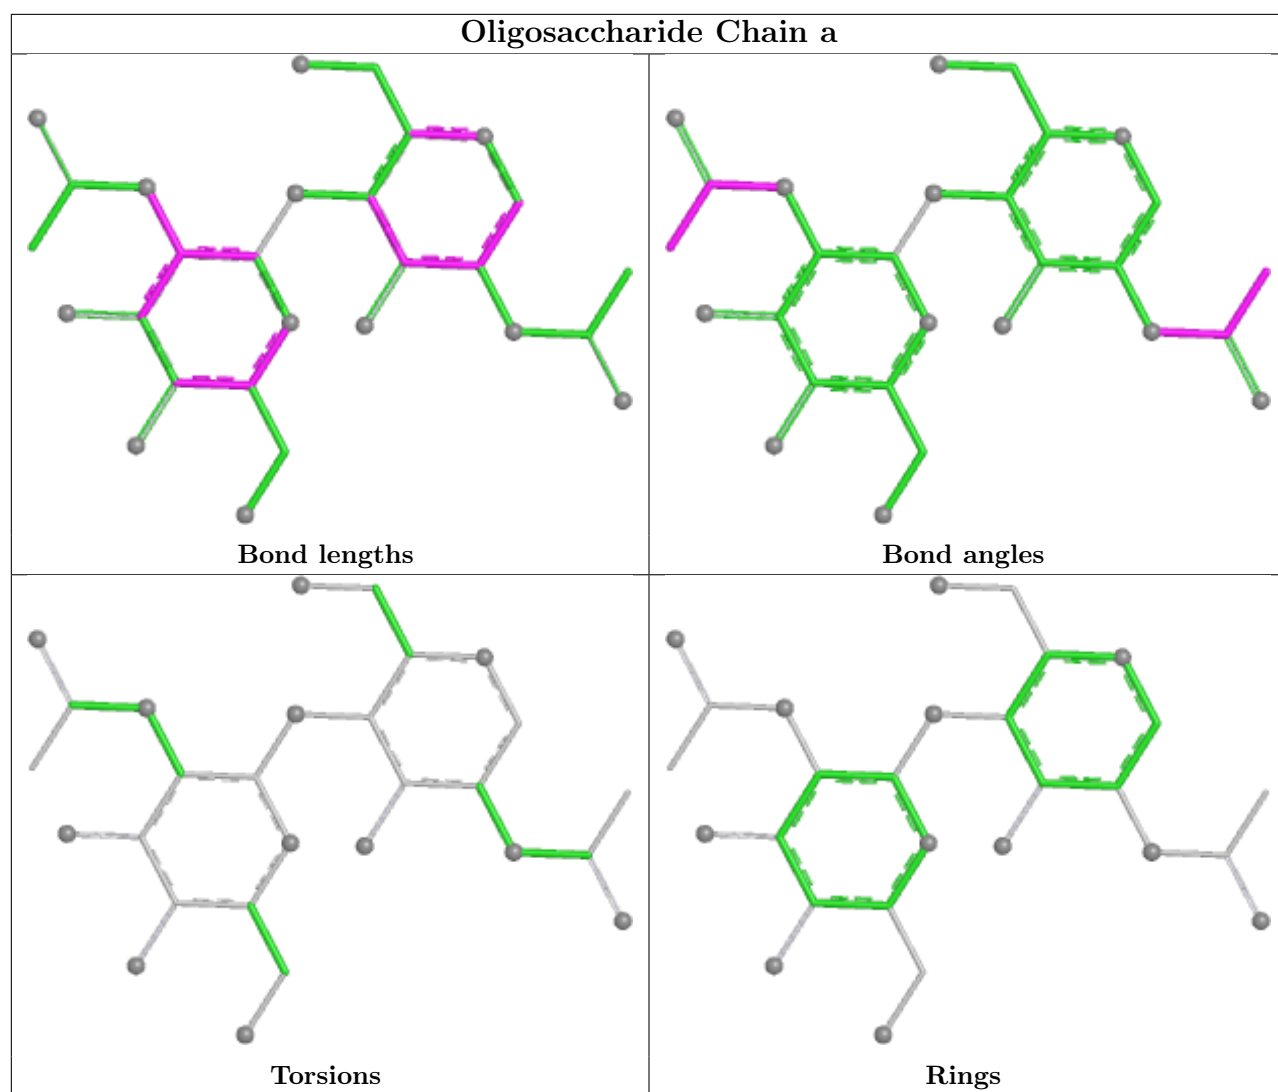 Oligosaccharide Chain a
Bond lengths
Bond angles
Torsions
Rings